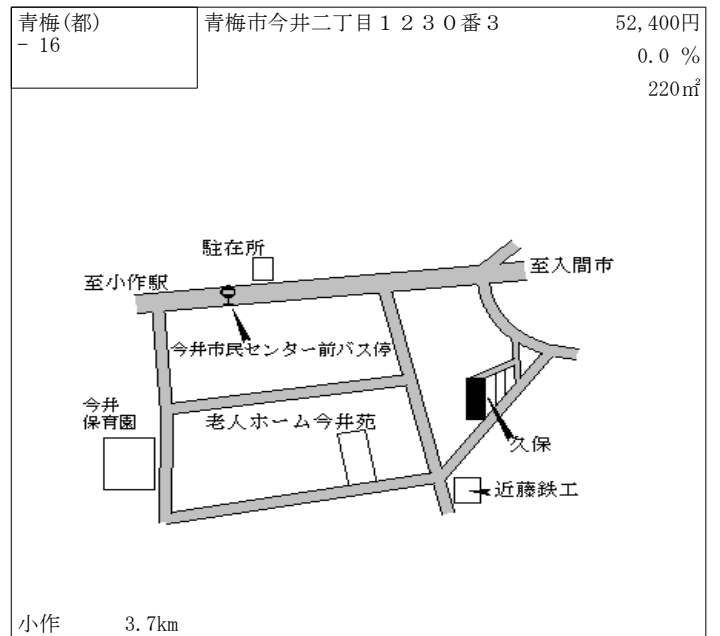 青梅(都)
- 16
青梅市今井二丁目１２３０番３
52,400円
0.0 %
220㎡
駐在所
至入間市
至小作駅
今井市民センター前バス停
今井
保育園
老人ホーム今井苑
久保
近藤鉄工
小作 3.7km